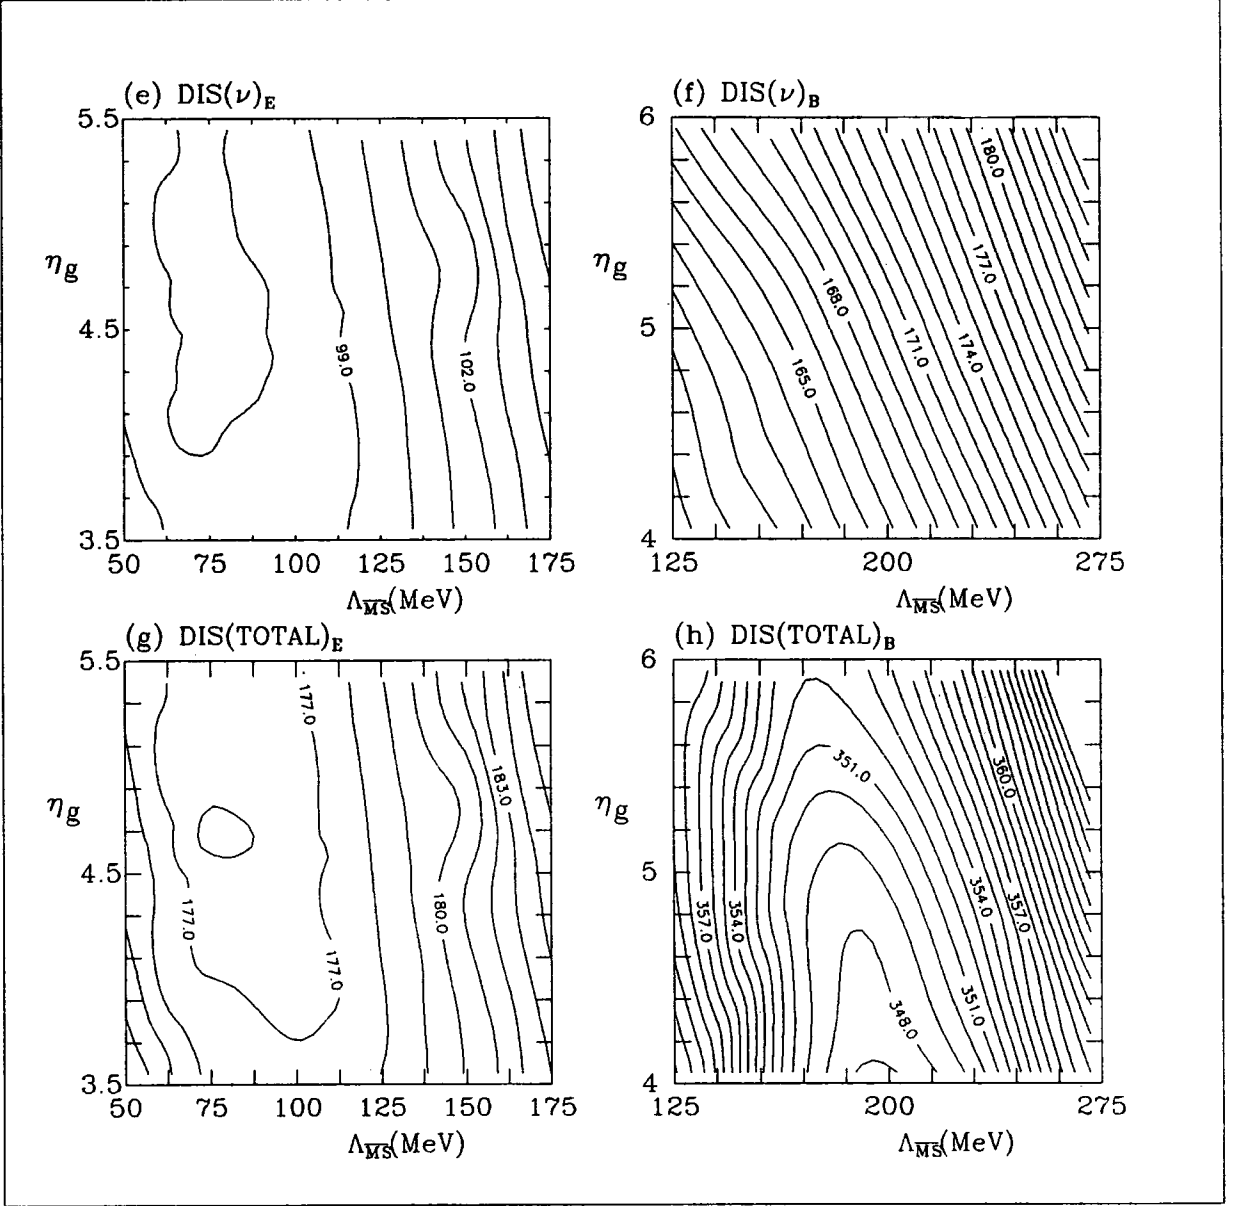 (e) DIS(ν)E
5.5
ηg
4.5
3.5
99.0
102.0
50 75 100 125 150 175
Λ_MS̅(MeV)
(f) DIS(ν)B
6
ηg
5
4
180.0
177.0
168.0
171.0
174.0
165.0
125 200 275
Λ_MS̅(MeV)
(g) DIS(TOTAL)E
5.5
ηg
4.5
3.5
177.0
183.0
177.0
180.0
177.0
50 75 100 125 150 175
Λ_MS̅(MeV)
(h) DIS(TOTAL)B
6
ηg
5
4
351.0
360.0
357.0
354.0
354.0
357.0
348.0
351.0
125 200 275
Λ_MS̅(MeV)